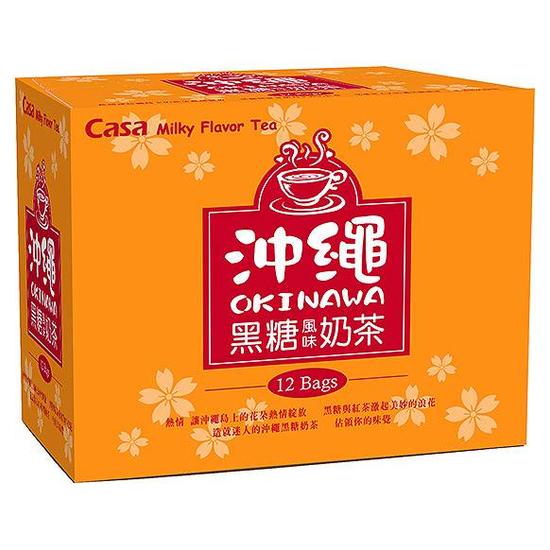 Casa Milky Flavor Tea
Casa Milky Flavor Tea
沖繩
OKINAWA
黑糖風味奶茶
12 Bags
熱情 讓沖繩島上的花朵熱情綻放 黑糖與紅茶激起美妙的浪花
造就迷人的沖繩黑糖奶茶 佔領你的味覺
沖繩
OKINAWA
黑糖風味奶茶
12 Bags